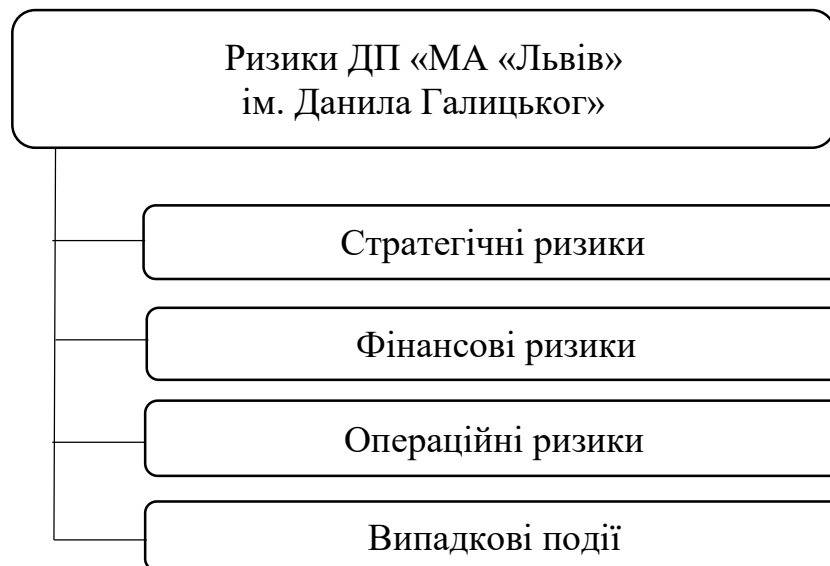 Ризики ДП «МА «Львів»
ім. Данила Галицьког»
Стратегічні ризики
Фінансові ризики
Операційні ризики
Випадкові події